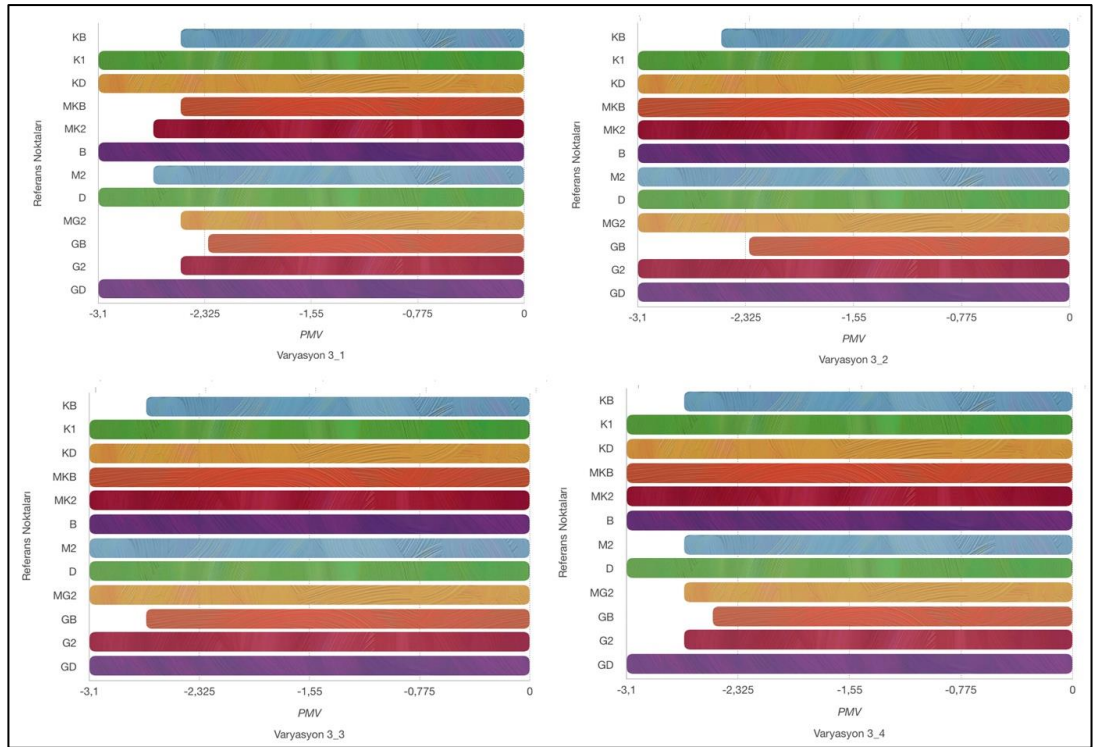 KB
K1
KD
MKB
MK2
B
M2
D
MG2
GB
G2
GD
Referans Noktaları
-3,1 -2,325 -1,55 -0,775 0
PMV
Varyasyon 3_1
KB
K1
KD
MKB
MK2
B
M2
D
MG2
GB
G2
GD
Referans Noktaları
-3,1 -2,325 -1,55 -0,775 0
PMV
Varyasyon 3_2
KB
K1
KD
MKB
MK2
B
M2
D
MG2
GB
G2
GD
Referans Noktaları
-3,1 -2,325 -1,55 -0,775 0
PMV
Varyasyon 3_3
KB
K1
KD
MKB
MK2
B
M2
D
MG2
GB
G2
GD
Referans Noktaları
-3,1 -2,325 -1,55 -0,775 0
PMV
Varyasyon 3_4